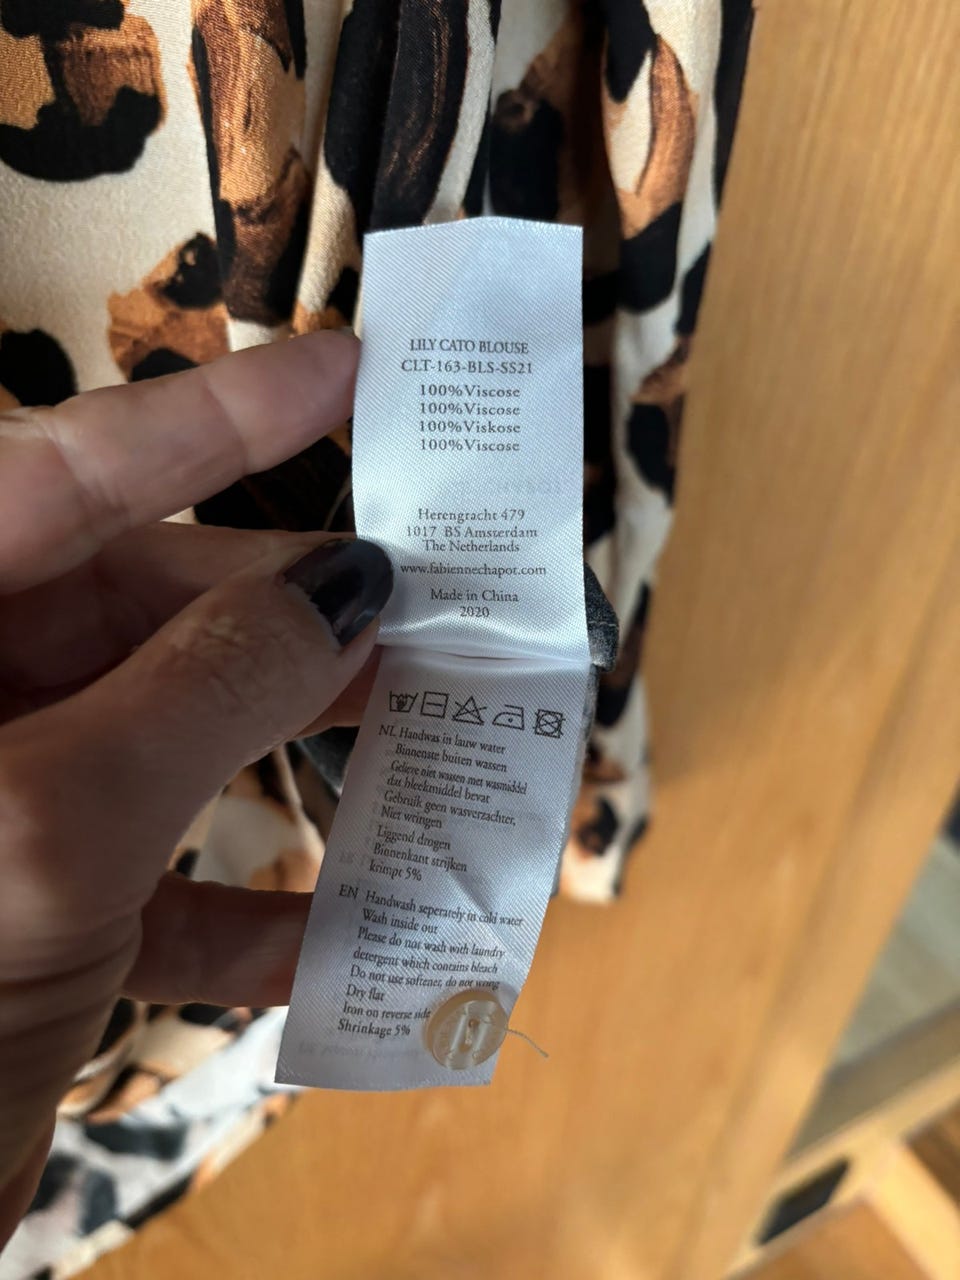 LILY CATO BLOUSE
CLT-163-BLS-SS21
100%Viscose
100%Viscose
100%Viskose
100%Viscose
Herengracht 479
1017 BS Amsterdam
The Netherlands
www.fabiennechapot.com
Made in China
2020
NL Handwas in lauw water
Binnenste buiten wassen
Gelieve niet wassen met wasmiddel
dat bleekmiddel bevat
Gebruik geen wasverzachter,
Niet wringen
Liggend drogen
Binnenkant strijken
krimpt 5%
EN Handwash seperately in cold water
Wash inside out
Please do not wash with laundry
detergent which contains bleach
Do not use softener, do not wring
Dry flat
Iron on reverse side
Shrinkage 5%